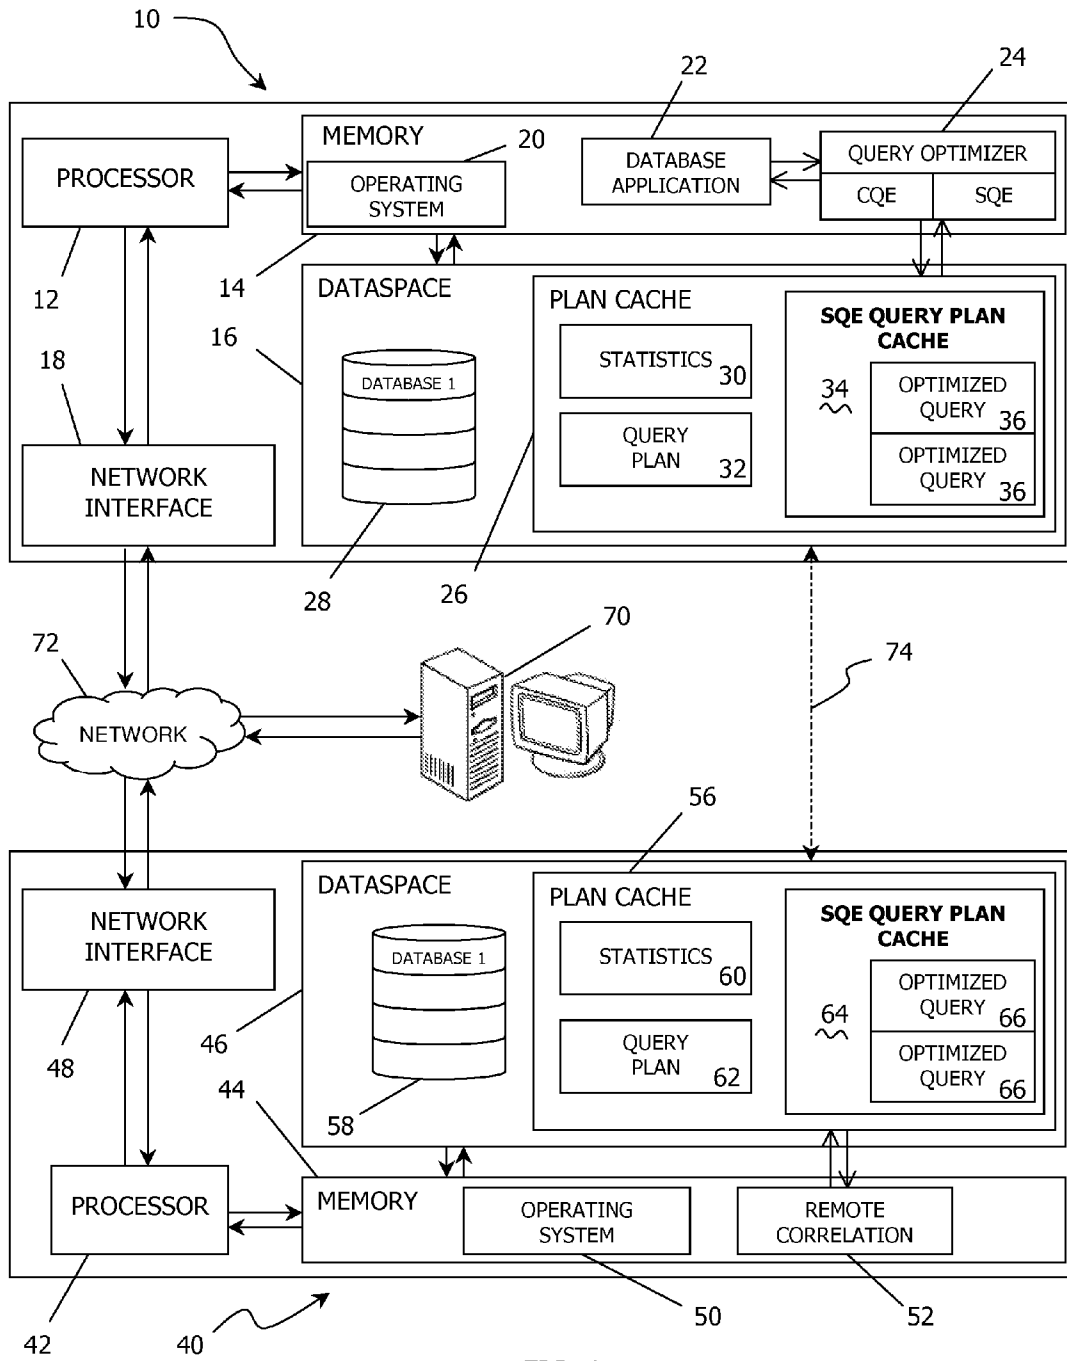 10
22
24
MEMORY
20
PROCESSOR
OPERATING
SYSTEM
DATABASE
APPLICATION
QUERY OPTIMIZER
CQE
SQE
12
14
DATASPACE
PLAN CACHE
SQE QUERY PLAN
CACHE
18
16
DATABASE 1
STATISTICS
30
34
OPTIMIZED
QUERY
36
QUERY
PLAN
32
OPTIMIZED
QUERY
36
NETWORK
INTERFACE
28
26
72
70
74
NETWORK
56
DATASPACE
PLAN CACHE
SQE QUERY PLAN
CACHE
NETWORK
INTERFACE
DATABASE 1
STATISTICS
60
64
OPTIMIZED
QUERY
66
48
46
QUERY
PLAN
62
OPTIMIZED
QUERY
66
44
58
PROCESSOR
MEMORY
OPERATING
SYSTEM
REMOTE
CORRELATION
42
40
50
52